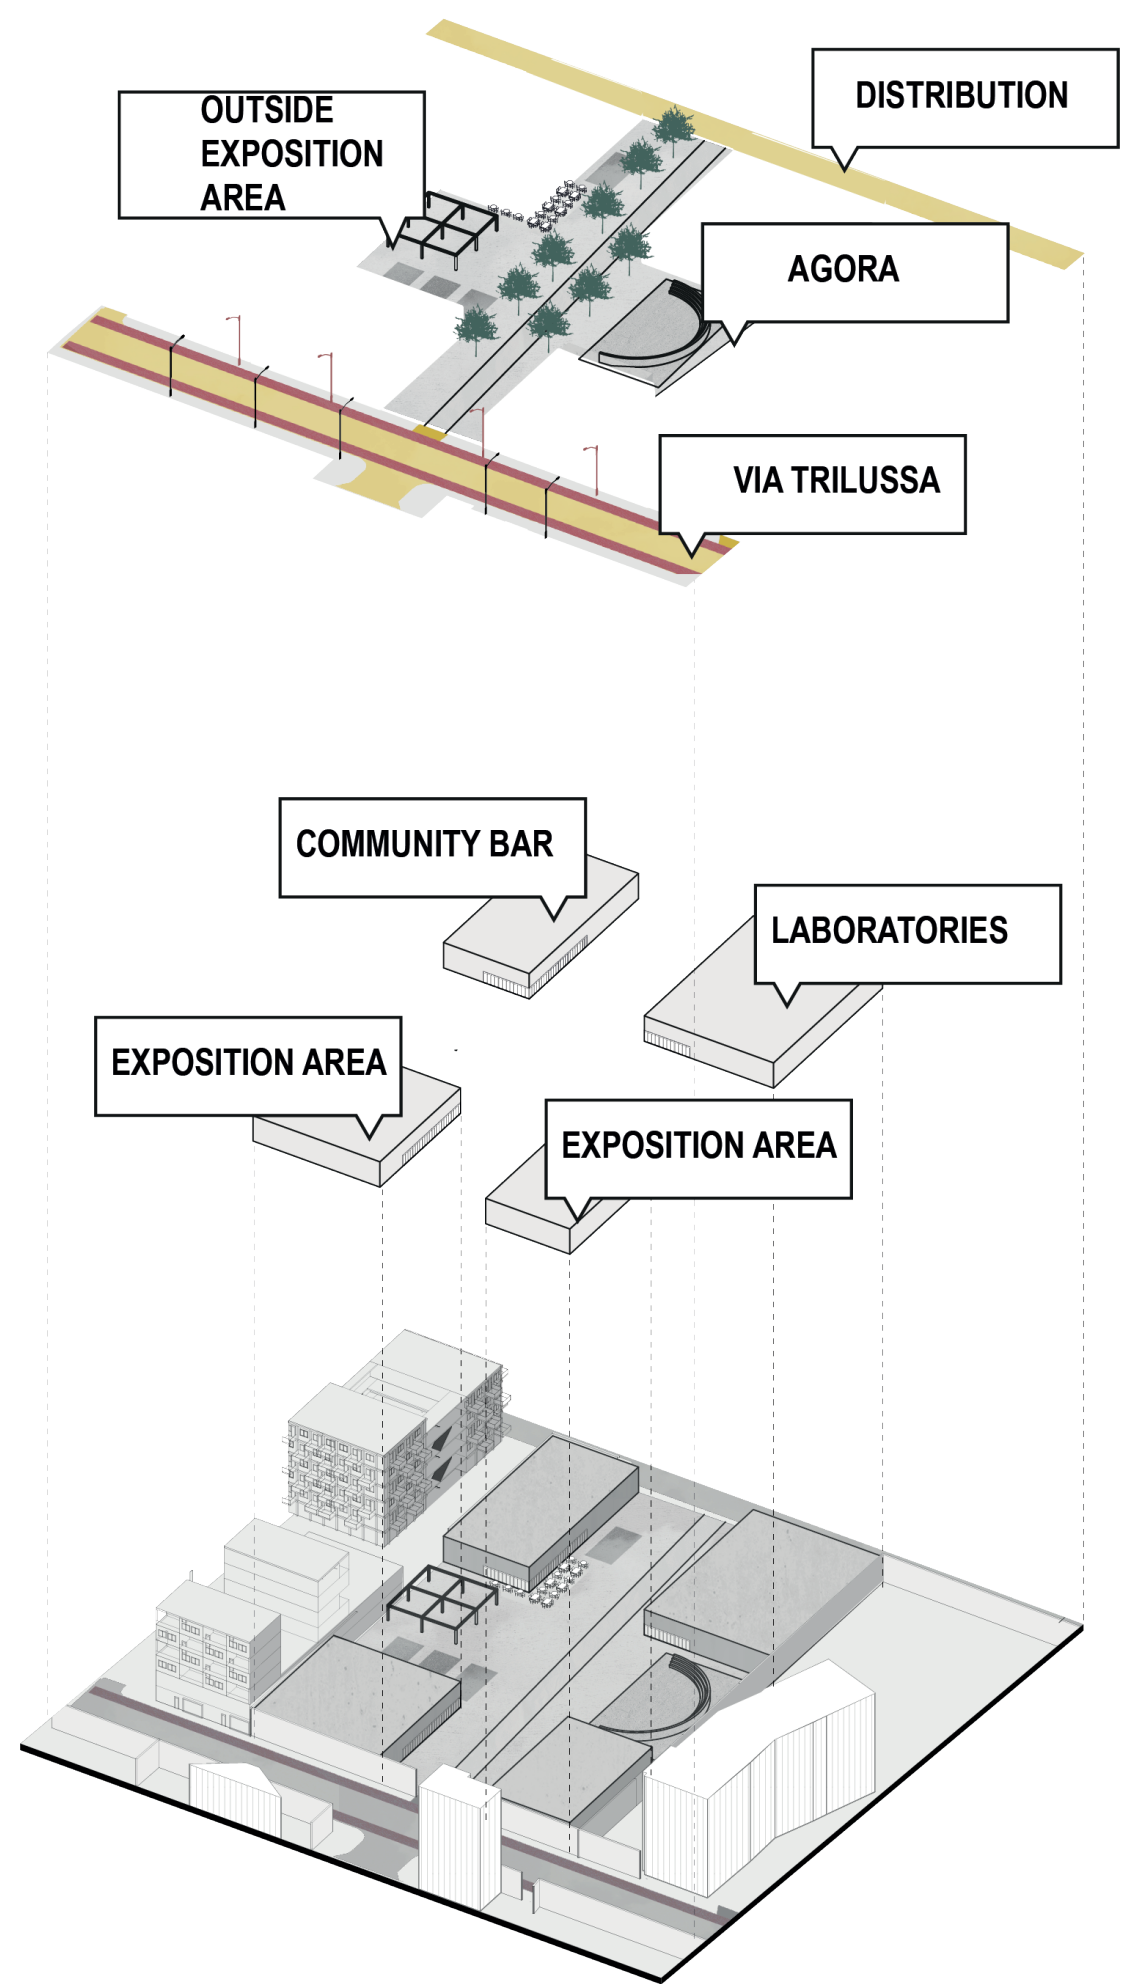 DISTRIBUTION
OUTSIDE
EXPOSITION
AREA
AGORA
VIA TRILUSSA
COMMUNITY BAR
LABORATORIES
EXPOSITION AREA
EXPOSITION AREA